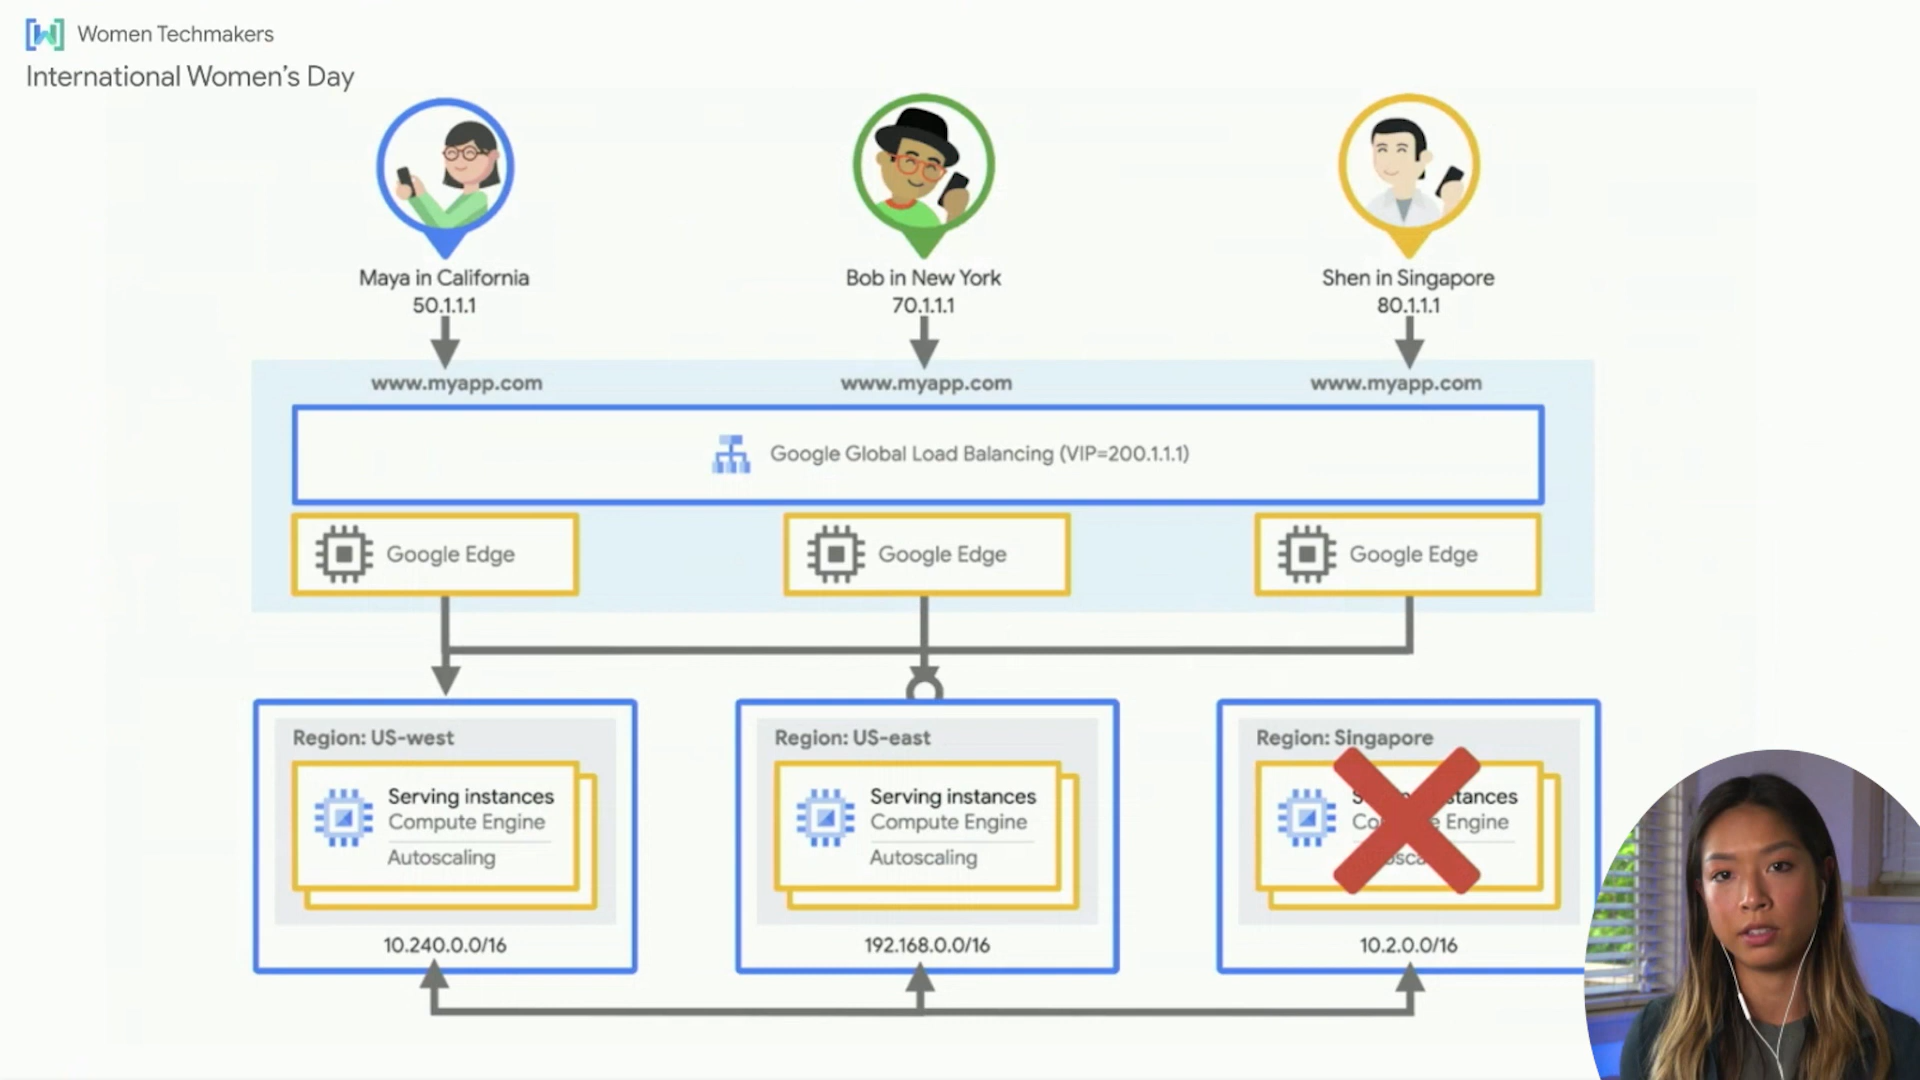 Women Techmakers
International Women's Day
Maya in California
50.1.1.1
Bob in New York
70.1.1.1
Shen in Singapore
80.1.1.1
www.myapp.com
www.myapp.com
www.myapp.com
Google Global Load Balancing (VIP=200.1.1.1)
Google Edge
Google Edge
Google Edge
Region: US-west
Serving instances
Compute Engine
Autoscaling
10.240.0.0/16
Region: US-east
Serving instances
Compute Engine
Autoscaling
192.168.0.0/16
Region: Singapore
Engine
10.2.0.0/16